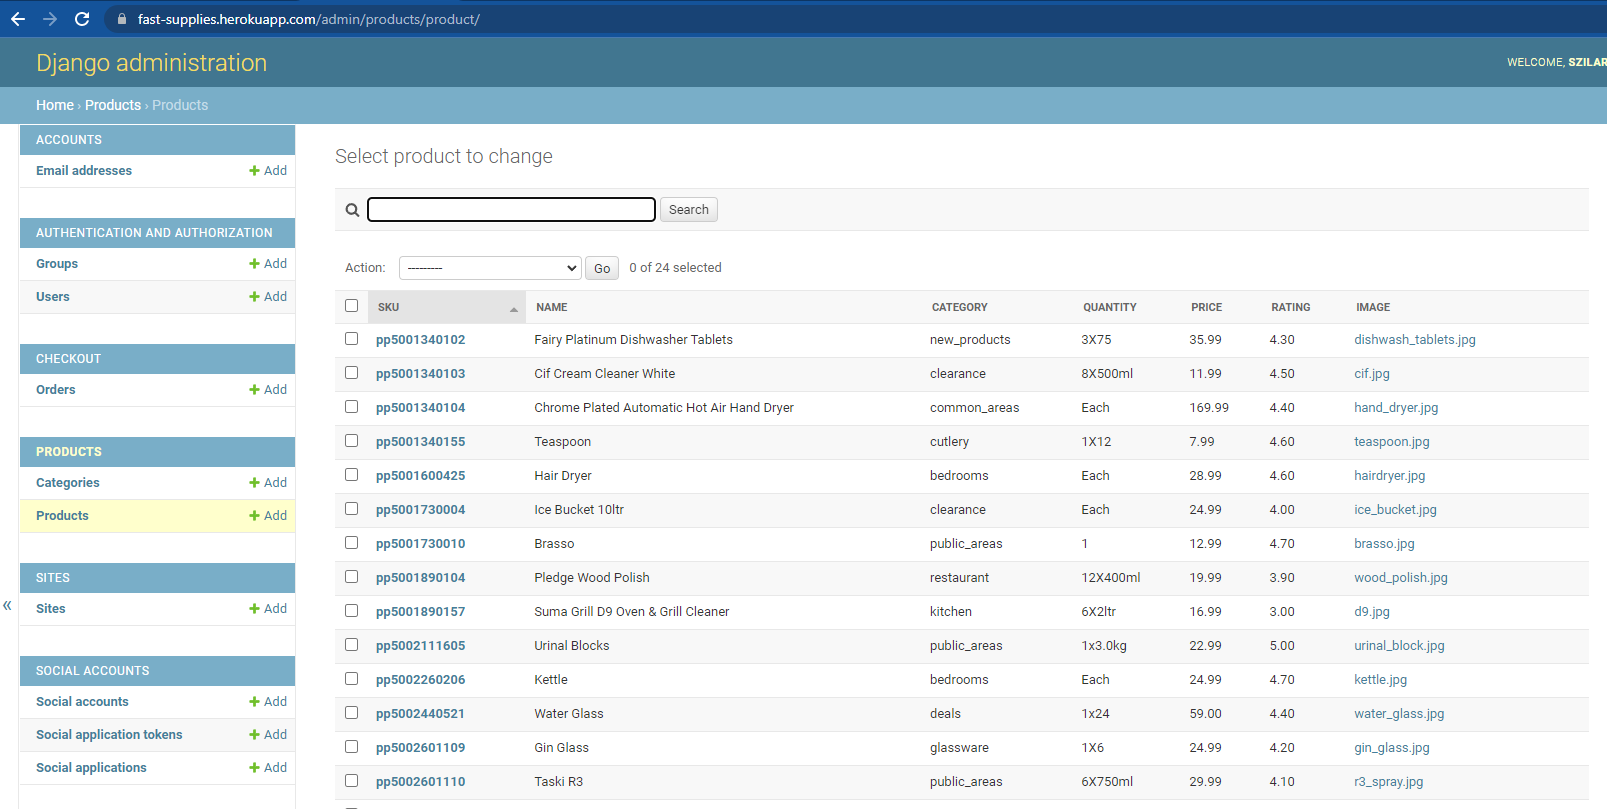 fast-supplies.herokuapp.com/admin/products/product/
Django administration
WELCOME, SZILAR
Home › Products › Products
ACCOUNTS
Email addresses + Add
AUTHENTICATION AND AUTHORIZATION
Groups + Add
Users + Add
CHECKOUT
Orders + Add
PRODUCTS
Categories + Add
Products + Add
SITES
Sites + Add
«
SOCIAL ACCOUNTS
Social accounts + Add
Social application tokens + Add
Social applications + Add
Select product to change
Search
Action: --------- Go 0 of 24 selected
SKU NAME CATEGORY QUANTITY PRICE RATING IMAGE
pp5001340102 Fairy Platinum Dishwasher Tablets new_products 3X75 35.99 4.30 dishwash_tablets.jpg
pp5001340103 Cif Cream Cleaner White clearance 8X500ml 11.99 4.50 cif.jpg
pp5001340104 Chrome Plated Automatic Hot Air Hand Dryer common_areas Each 169.99 4.40 hand_dryer.jpg
pp5001340155 Teaspoon cutlery 1X12 7.99 4.60 teaspoon.jpg
pp5001600425 Hair Dryer bedrooms Each 28.99 4.60 hairdryer.jpg
pp5001730004 Ice Bucket 10ltr clearance Each 24.99 4.00 ice_bucket.jpg
pp5001730010 Brasso public_areas 1 12.99 4.70 brasso.jpg
pp5001890104 Pledge Wood Polish restaurant 12X400ml 19.99 3.90 wood_polish.jpg
pp5001890157 Suma Grill D9 Oven & Grill Cleaner kitchen 6X2ltr 16.99 3.00 d9.jpg
pp5002111605 Urinal Blocks public_areas 1x3.0kg 22.99 5.00 urinal_block.jpg
pp5002260206 Kettle bedrooms Each 24.99 4.70 kettle.jpg
pp5002440521 Water Glass deals 1x24 59.00 4.40 water_glass.jpg
pp5002601109 Gin Glass glassware 1X6 24.99 4.20 gin_glass.jpg
pp5002601110 Taski R3 public_areas 6X750ml 29.99 4.10 r3_spray.jpg